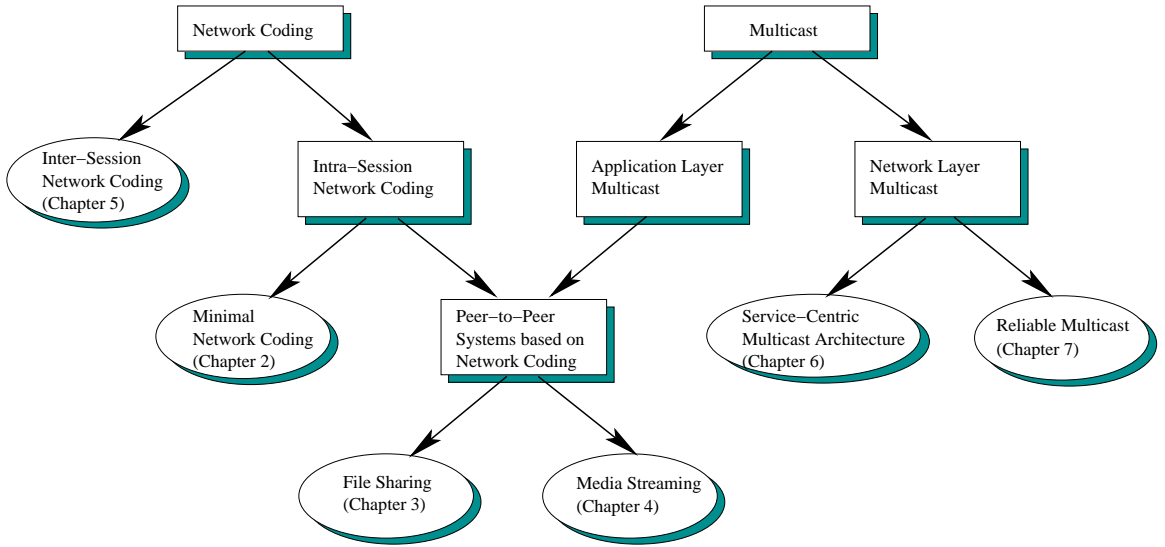 Network Coding
Multicast
Inter−Session
Network Coding
(Chapter 5)
Intra−Session
Network Coding
Application Layer
Multicast
Network Layer
Multicast
Minimal
Network Coding
(Chapter 2)
Peer−to−Peer
Systems based on
Network Coding
Service−Centric
Multicast Architecture
(Chapter 6)
Reliable Multicast
(Chapter 7)
File Sharing
(Chapter 3)
Media Streaming
(Chapter 4)